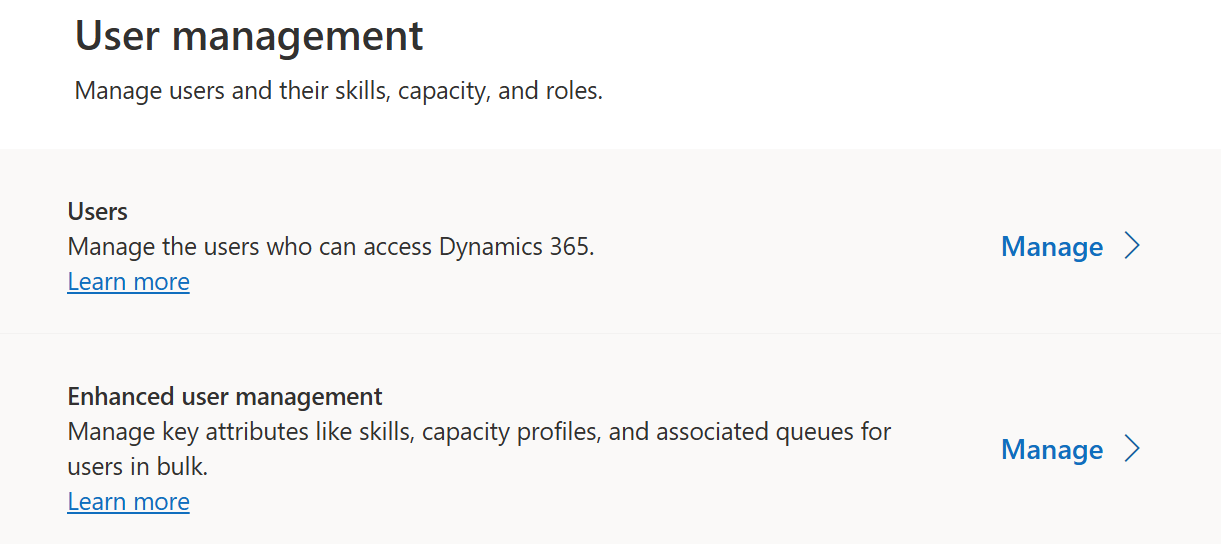 User management
Manage users and their skills, capacity, and roles.
Users
Manage the users who can access Dynamics 365.
Learn more
Manage
Enhanced user management
Manage key attributes like skills, capacity profiles, and associated queues for
users in bulk.
Learn more
Manage